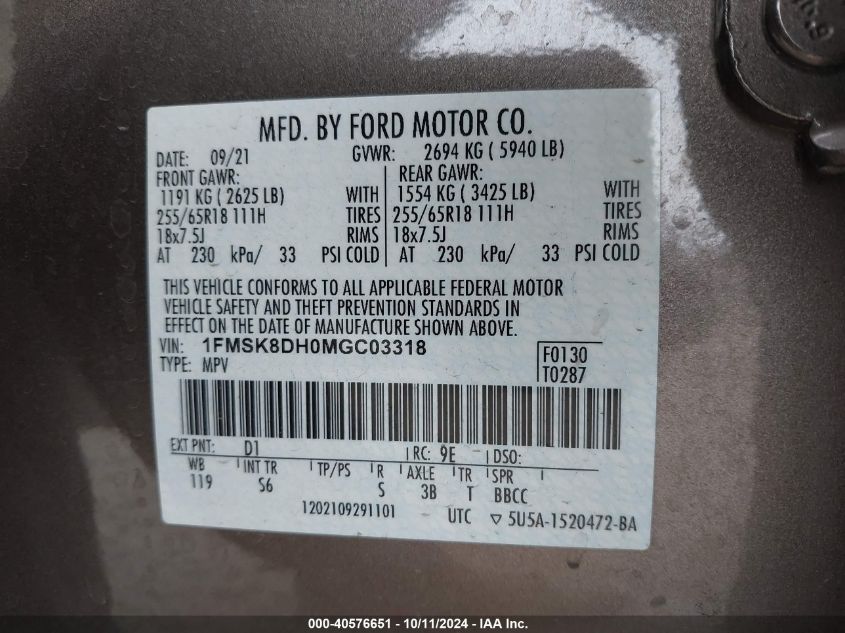 MFD. BY FORD MOTOR CO.
DATE: 09/21 GVWR: 2694 KG ( 5940 LB)
FRONT GAWR: REAR GAWR:
1191 KG ( 2625 LB) WITH 1554 KG ( 3425 LB) WITH
255/65R18 111H TIRES 255/65R18 111H TIRES
18x7.5J RIMS 18x7.5J RIMS
AT 230 kPa/ 33 PSI COLD AT 230 kPa/ 33 PSI COLD
THIS VEHICLE CONFORMS TO ALL APPLICABLE FEDERAL MOTOR
VEHICLE SAFETY AND THEFT PREVENTION STANDARDS IN
EFFECT ON THE DATE OF MANUFACTURE SHOWN ABOVE.
VIN: 1FMSK8DH0MGC03318 F0130
TYPE: MPV T0287
EXT PNT: D1 RC: 9E DSO:
WB INT TR TP/PS R AXLE TR SPR
119 S6 S 3B T BBCC
1202109291101 UTC ▽ 5U5A-1520472-BA
000-40576651 - 10/11/2024 - IAA Inc.